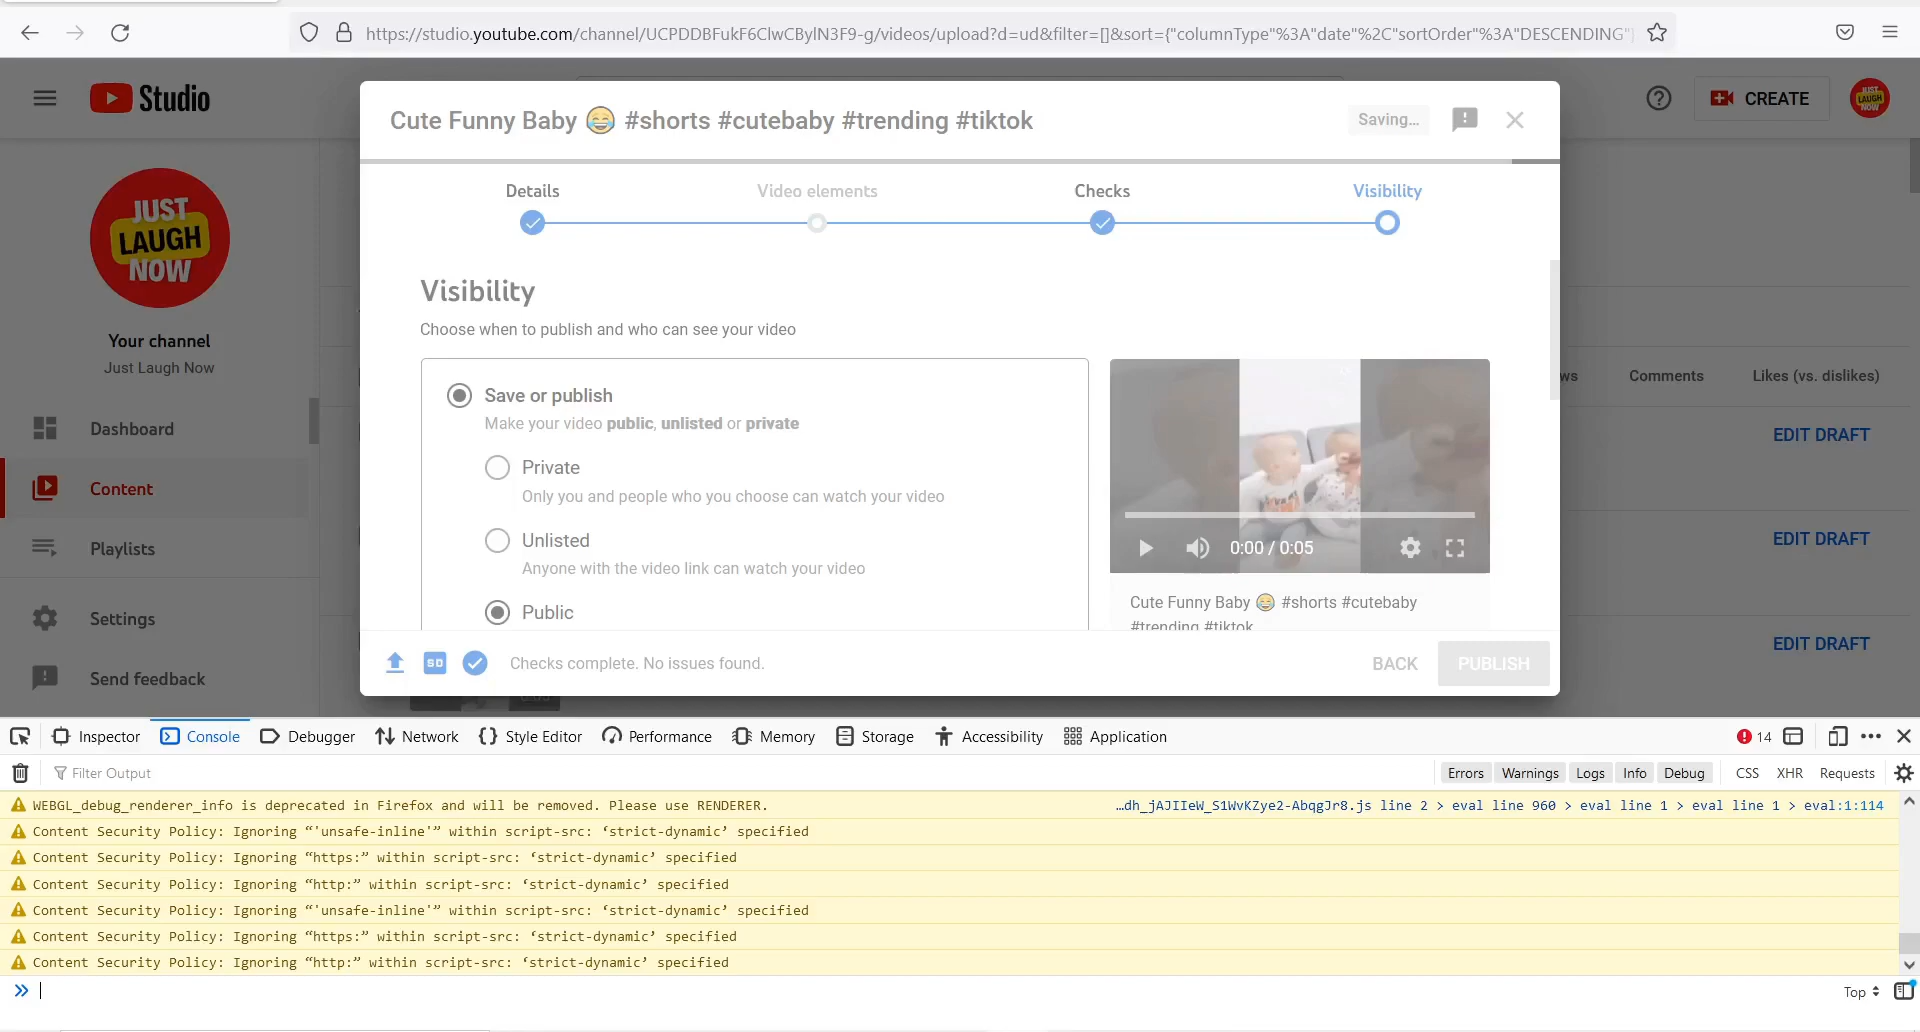 https://studio.youtube.com/channel/UCPDDBFukF6ClwCBylN3F9-g/videos/upload?d=ud&filter=[]&sort={"columnType"%3A"date"%2C"sortOrder"%3A"DESCENDING"}
Studio
Cute Funny Baby 😂 #shorts #cutebaby #trending #tiktok
Saving...
CREATE
JUST LAUGH NOW
Details
Video elements
Checks
Visibility
JUST
LAUGH
NOW
Your channel
Just Laugh Now
Dashboard
Content
Playlists
Settings
Send feedback
Visibility
Choose when to publish and who can see your video
Save or publish
Make your video public, unlisted or private
Private
Only you and people who you choose can watch your video
Unlisted
Anyone with the video link can watch your video
Public
0:00 / 0:05
Cute Funny Baby 😂 #shorts #cutebaby
#trending #tiktok
ws
Comments
Likes (vs. dislikes)
EDIT DRAFT
EDIT DRAFT
EDIT DRAFT
SD
Checks complete. No issues found.
BACK
PUBLISH
0:05
Inspector
Console
Debugger
Network
Style Editor
Performance
Memory
Storage
Accessibility
Application
14
Filter Output
Errors
Warnings
Logs
Info
Debug
CSS
XHR
Requests
WEBGL_debug_renderer_info is deprecated in Firefox and will be removed. Please use RENDERER.
…dh_jAJIIeW_S1WvKZye2-AbqgJr8.js line 2 > eval line 960 > eval line 1 > eval line 1 > eval:1:114
Content Security Policy: Ignoring “'unsafe-inline'” within script-src: ‘strict-dynamic’ specified
Content Security Policy: Ignoring “https:” within script-src: ‘strict-dynamic’ specified
Content Security Policy: Ignoring “http:” within script-src: ‘strict-dynamic’ specified
Content Security Policy: Ignoring “'unsafe-inline'” within script-src: ‘strict-dynamic’ specified
Content Security Policy: Ignoring “https:” within script-src: ‘strict-dynamic’ specified
Content Security Policy: Ignoring “http:” within script-src: ‘strict-dynamic’ specified
Top